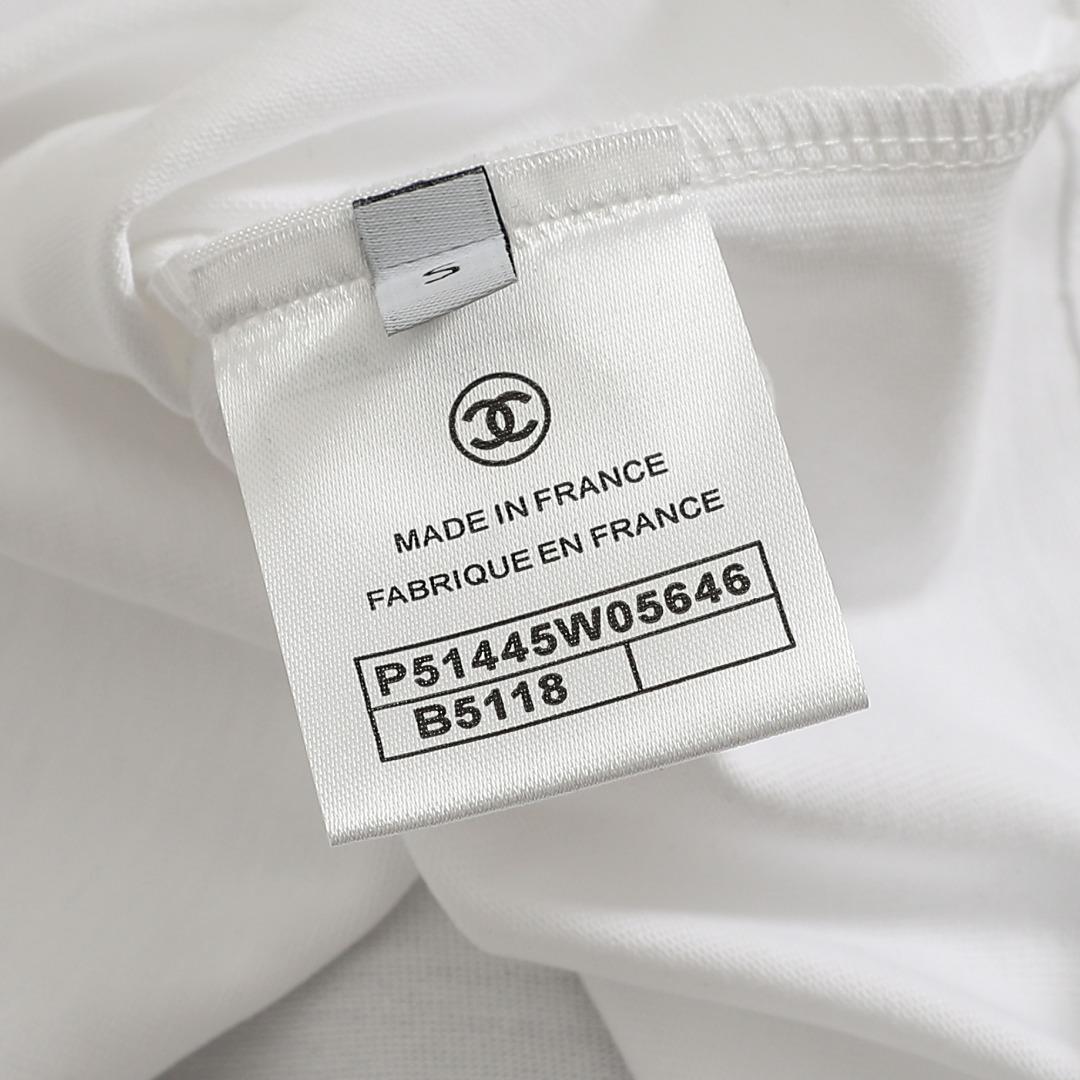 S
MADE IN FRANCE
FABRIQUE EN FRANCE
P51445W05646
B5118